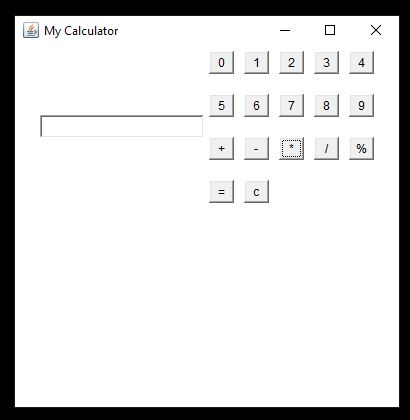 My Calculator
0 1 2 3 4
5 6 7 8 9
+ - * / %
= c